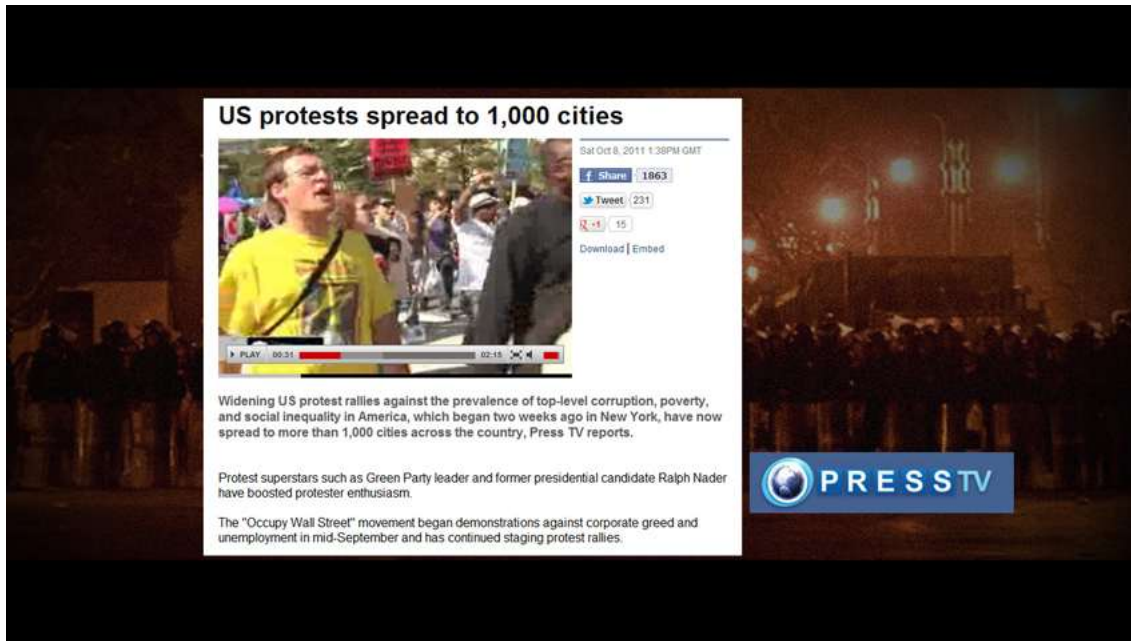 US protests spread to 1,000 cities
Sat Oct 8, 2011 1:38PM GMT
f Share 1863
Tweet 231
+1 15
Download | Embed
PLAY 00:31 02:15
Widening US protest rallies against the prevalence of top-level corruption, poverty,
and social inequality in America, which began two weeks ago in New York, have now
spread to more than 1,000 cities across the country, Press TV reports.
Protest superstars such as Green Party leader and former presidential candidate Ralph Nader
have boosted protester enthusiasm.
The "Occupy Wall Street" movement began demonstrations against corporate greed and
unemployment in mid-September and has continued staging protest rallies.
PRESSTV